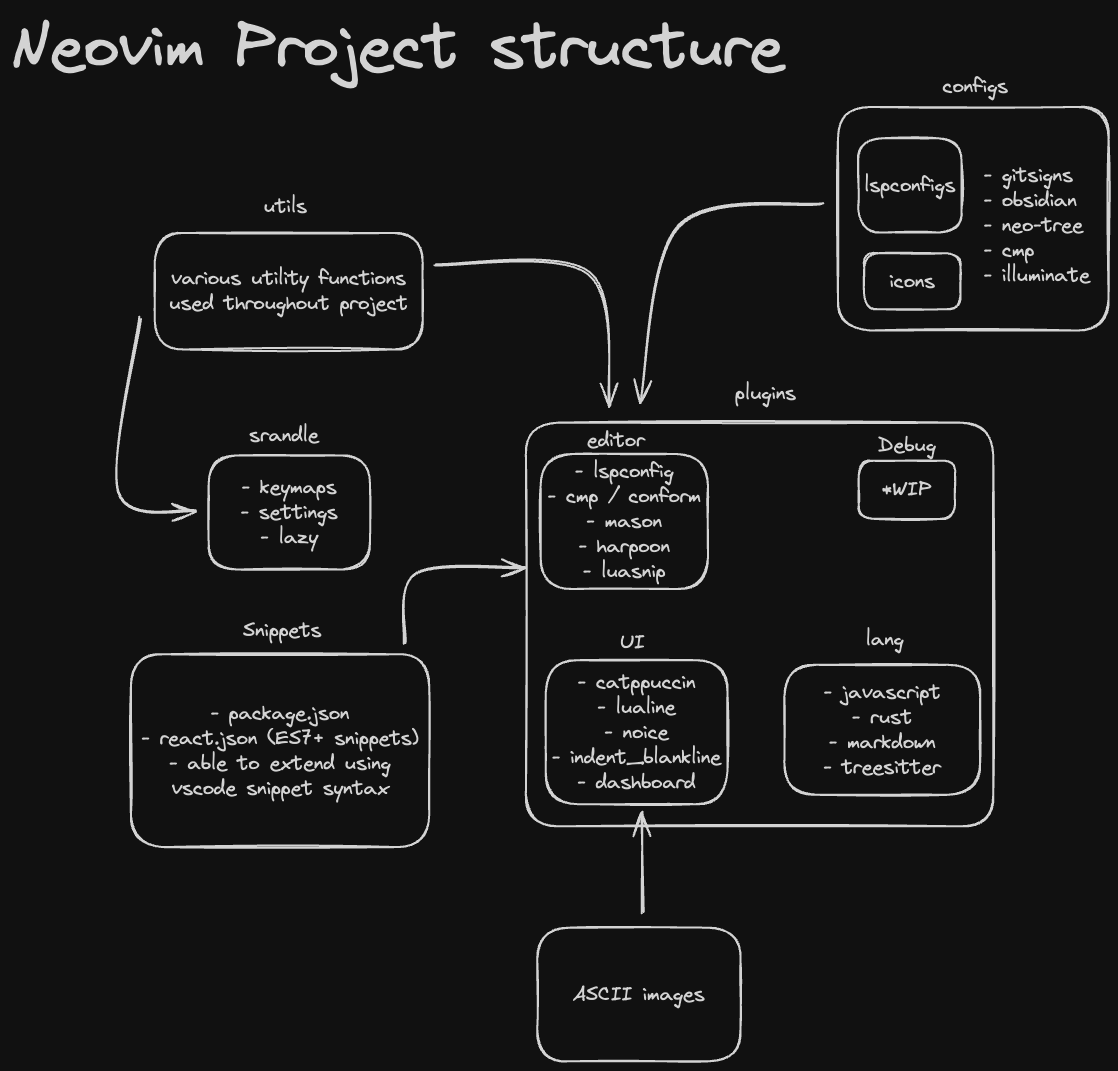 Neovim Project structure
configs
lspconfigs
icons
- gitsigns
- obsidian
- neo-tree
- cmp
- illuminate
utils
various utility functions
used throughout project
srandle
- keymaps
- settings
- lazy
plugins
editor
- lspconfig
- cmp / conform
- mason
- harpoon
- luasnip
Debug
*WIP
Snippets
- package.json
- react.json (ES7+ snippets)
- able to extend using
vscode snippet syntax
UI
- catppuccin
- lualine
- noice
- indent_blankline
- dashboard
lang
- javascript
- rust
- markdown
- treesitter
ASCII images